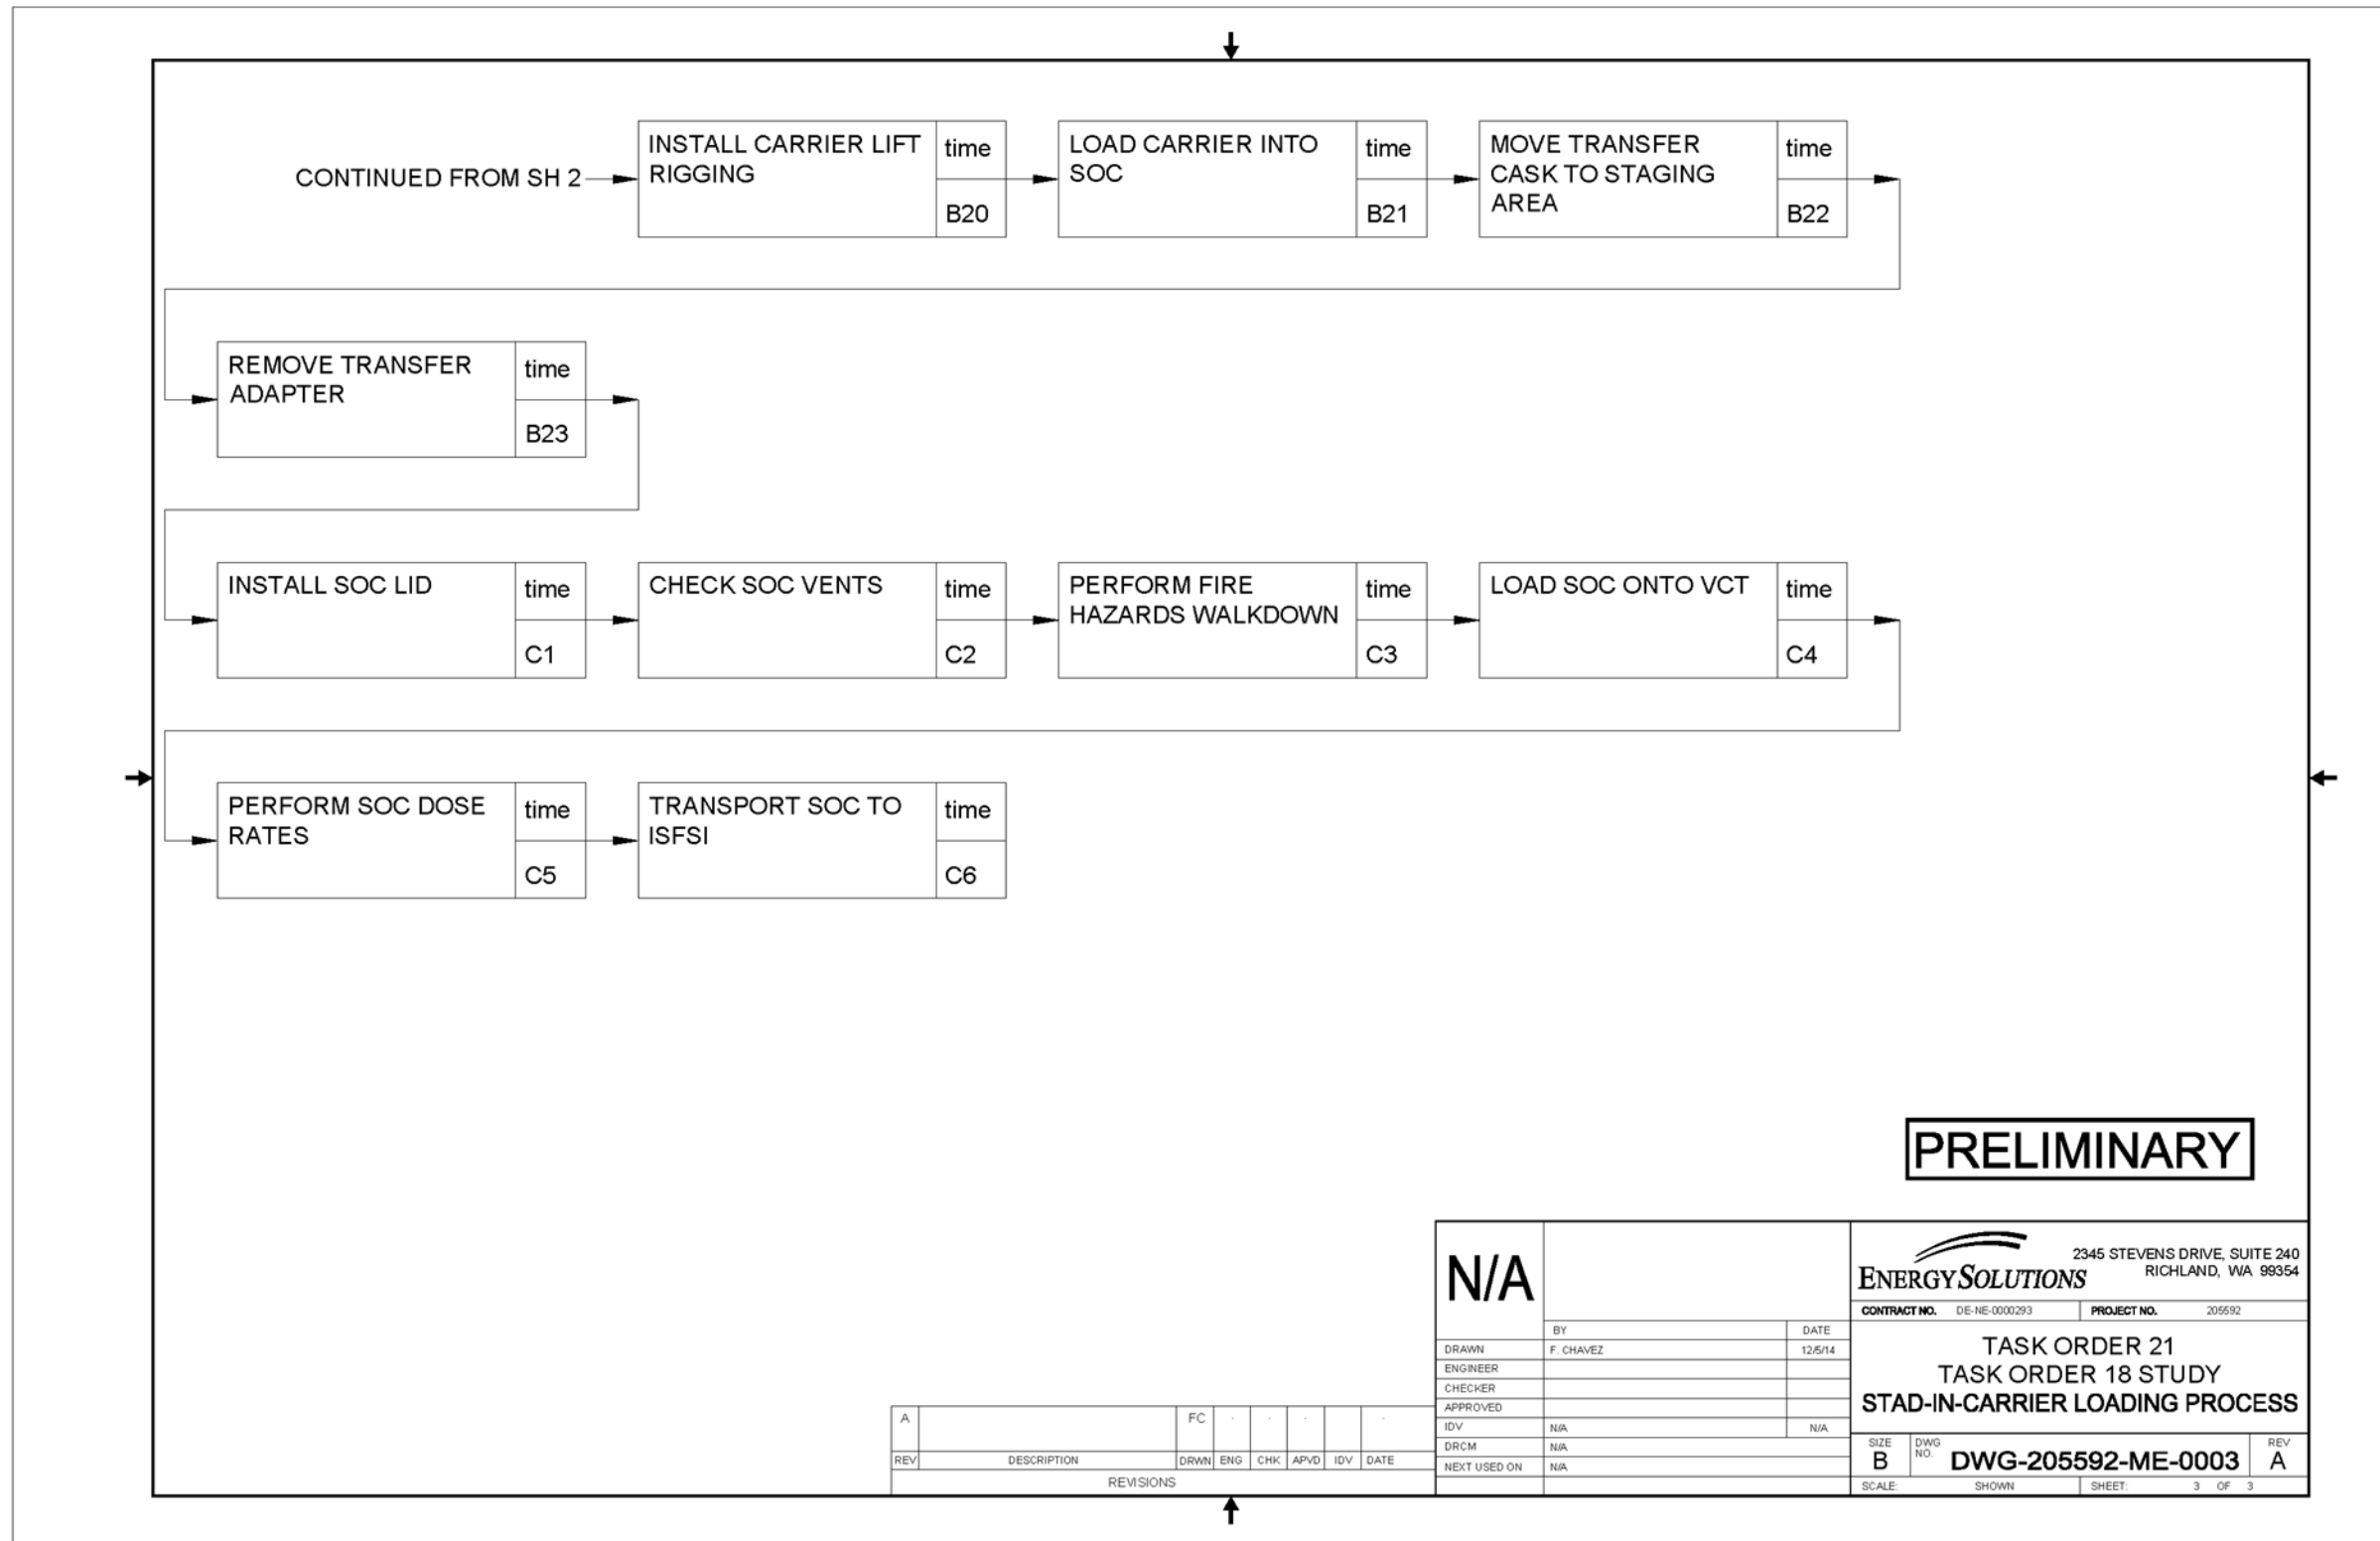 CONTINUED FROM SH 2
INSTALL CARRIER LIFT
RIGGING
time
B20
LOAD CARRIER INTO
SOC
time
B21
MOVE TRANSFER
CASK TO STAGING
AREA
time
B22
REMOVE TRANSFER
ADAPTER
time
B23
INSTALL SOC LID
time
C1
CHECK SOC VENTS
time
C2
PERFORM FIRE
HAZARDS WALKDOWN
time
C3
LOAD SOC ONTO VCT
time
C4
PERFORM SOC DOSE
RATES
time
C5
TRANSPORT SOC TO
ISFSI
time
C6
PRELIMINARY
N/A
BY DATE
DRAWN F. CHAVEZ 12/5/14
ENGINEER
CHECKER
APPROVED
IDV N/A N/A
DRCM N/A
NEXT USED ON N/A
ENERGYSOLUTIONS
2345 STEVENS DRIVE, SUITE 240
RICHLAND, WA 99354
CONTRACT NO. DE-NE-0000293 PROJECT NO. 205592
TASK ORDER 21
TASK ORDER 18 STUDY
STAD-IN-CARRIER LOADING PROCESS
SIZE
B
DWG
NO.
DWG-205592-ME-0003
REV
A
SCALE: SHOWN SHEET: 3 OF 3
A FC
REV DESCRIPTION DRWN ENG CHK APVD IDV DATE
REVISIONS